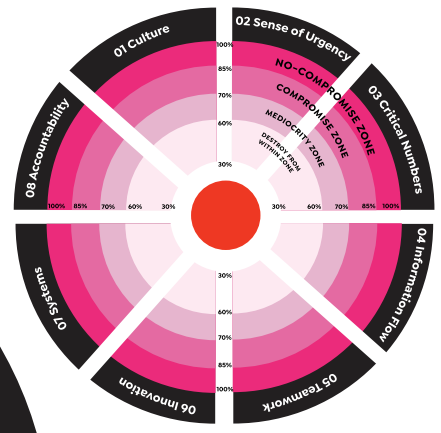 01 Culture
02 Sense of Urgency
03 Critical Numbers
04 Information Flow
05 Teamwork
06 Innovation
07 Systems
08 Accountability
NO-COMPROMISE ZONE
COMPROMISE ZONE
MEDIOCRITY ZONE
DESTROY FROM
WITHIN ZONE
100%
85%
70%
60%
30%
100% 85% 70% 60% 30%
30% 60% 70% 85% 100%
30%
60%
70%
85%
100%